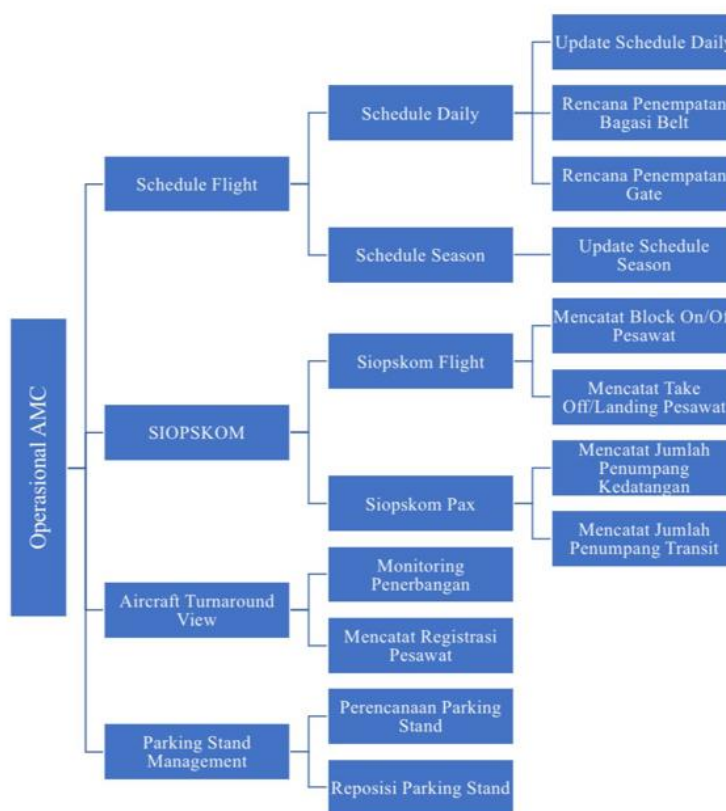 Operasional AMC
Schedule Flight
Schedule Daily
Update Schedule Daily
Rencana Penempatan
Bagasi Belt
Rencana Penempatan
Gate
Schedule Season
Update Schedule
Season
SIOPSKOM
Siopskom Flight
Mencatat Block On/Off
Pesawat
Mencatat Take
Off/Landing Pesawat
Siopskom Pax
Mencatat Jumlah
Penumpang
Kedatangan
Mencatat Jumlah
Penumpang Transit
Aircraft Turnaround
View
Monitoring
Penerbangan
Mencatat Registrasi
Pesawat
Parking Stand
Management
Perencanaan Parking
Stand
Reposisi Parking Stand